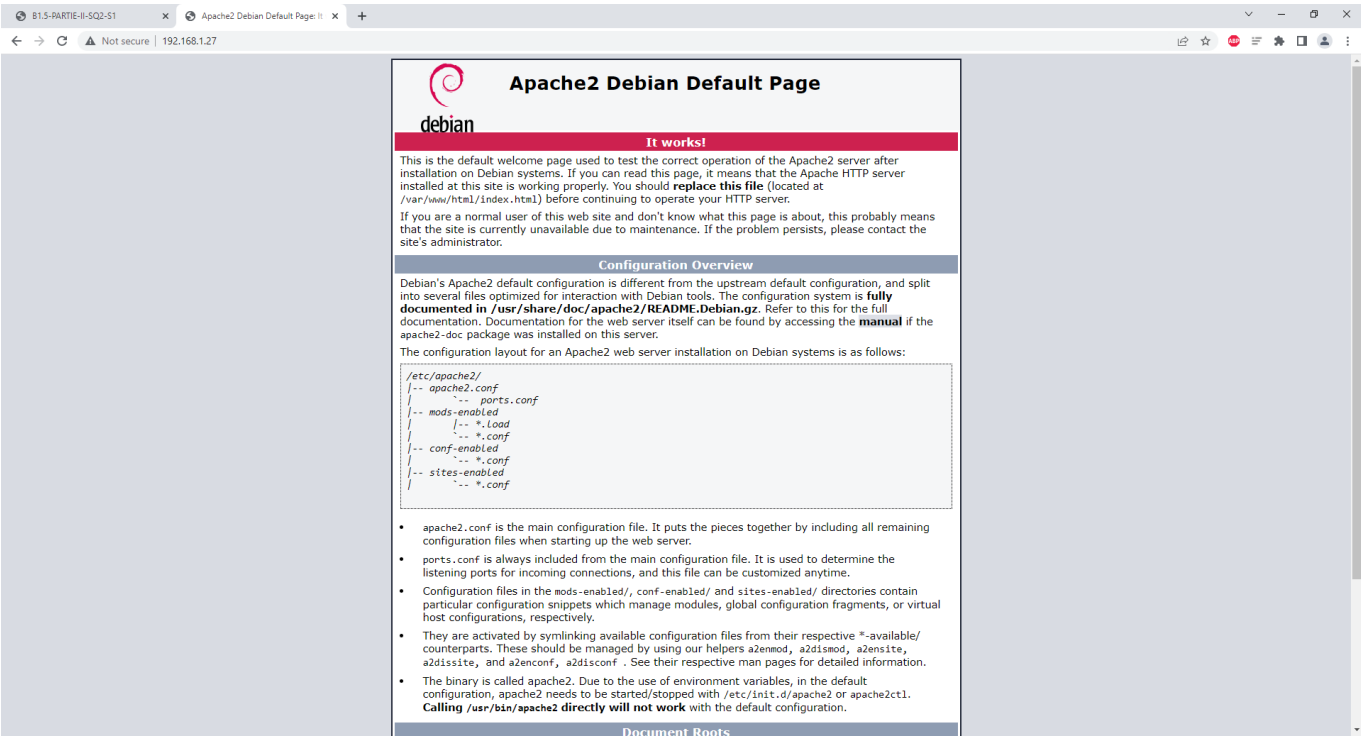 B1.5-PARTIE-II-SQ2-S1
Apache2 Debian Default Page: It
Not secure
192.168.1.27
ABP
debian
Apache2 Debian Default Page
It works!
This is the default welcome page used to test the correct operation of the Apache2 server after
installation on Debian systems. If you can read this page, it means that the Apache HTTP server
installed at this site is working properly. You should replace this file (located at
/var/www/html/index.html) before continuing to operate your HTTP server.
If you are a normal user of this web site and don't know what this page is about, this probably means
that the site is currently unavailable due to maintenance. If the problem persists, please contact the
site's administrator.
Configuration Overview
Debian's Apache2 default configuration is different from the upstream default configuration, and split
into several files optimized for interaction with Debian tools. The configuration system is fully
documented in /usr/share/doc/apache2/README.Debian.gz. Refer to this for the full
documentation. Documentation for the web server itself can be found by accessing the manual if the
apache2-doc package was installed on this server.
The configuration layout for an Apache2 web server installation on Debian systems is as follows:
/etc/apache2/
|-- apache2.conf
|       `--  ports.conf
|-- mods-enabled
|       |-- *.load
|       `-- *.conf
|-- conf-enabled
|       `-- *.conf
|-- sites-enabled
|       `-- *.conf
• apache2.conf is the main configuration file. It puts the pieces together by including all remaining
configuration files when starting up the web server.
• ports.conf is always included from the main configuration file. It is used to determine the
listening ports for incoming connections, and this file can be customized anytime.
• Configuration files in the mods-enabled/, conf-enabled/ and sites-enabled/ directories contain
particular configuration snippets which manage modules, global configuration fragments, or virtual
host configurations, respectively.
• They are activated by symlinking available configuration files from their respective *-available/
counterparts. These should be managed by using our helpers a2enmod, a2dismod, a2ensite,
a2dissite, and a2enconf, a2disconf . See their respective man pages for detailed information.
• The binary is called apache2. Due to the use of environment variables, in the default
configuration, apache2 needs to be started/stopped with /etc/init.d/apache2 or apache2ctl.
Calling /usr/bin/apache2 directly will not work with the default configuration.
Document Roots